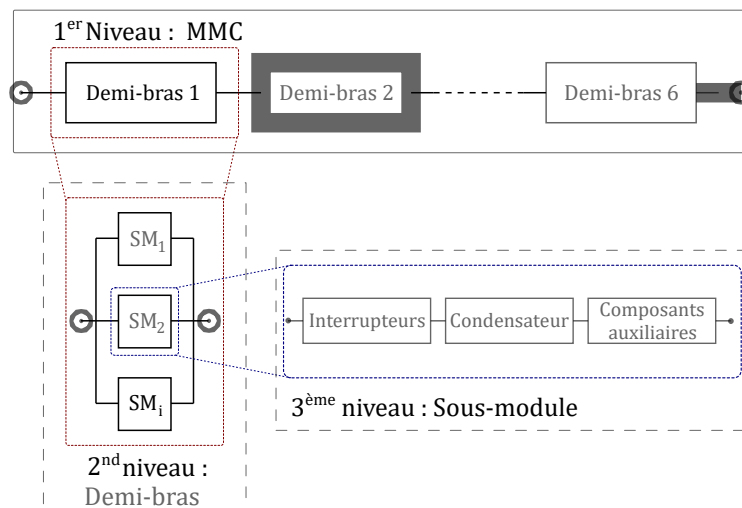 1er Niveau : MMC
Demi-bras 1
Demi-bras 2
Demi-bras 6
SM1
SM2
SMi
Interrupteurs
Condensateur
Composants
auxiliaires
3ème niveau : Sous-module
2nd niveau :
Demi-bras